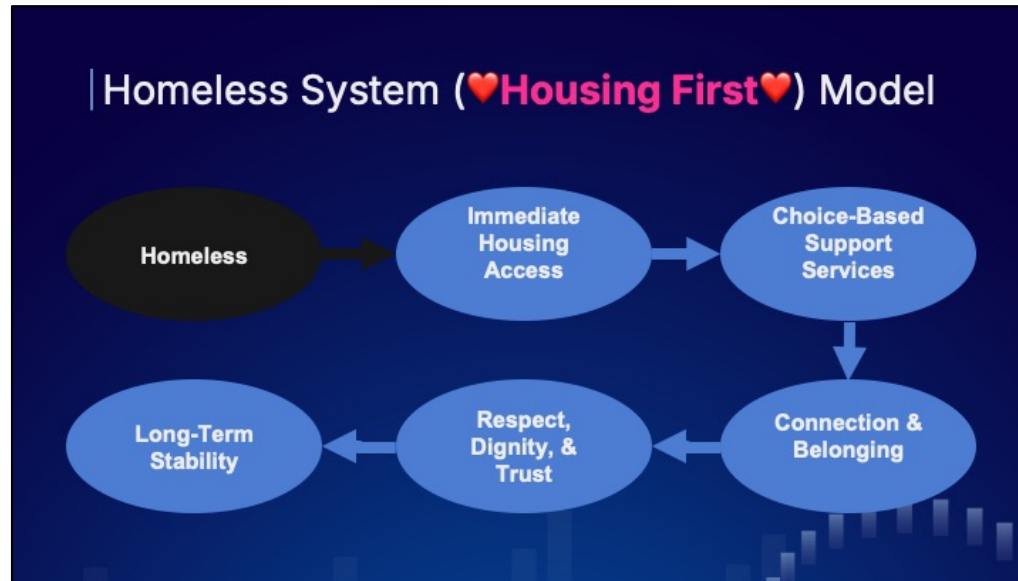 Homeless System (❤️Housing First❤️) Model
Homeless
Immediate
Housing
Access
Choice-Based
Support
Services
Connection &
Belonging
Respect,
Dignity, &
Trust
Long-Term
Stability